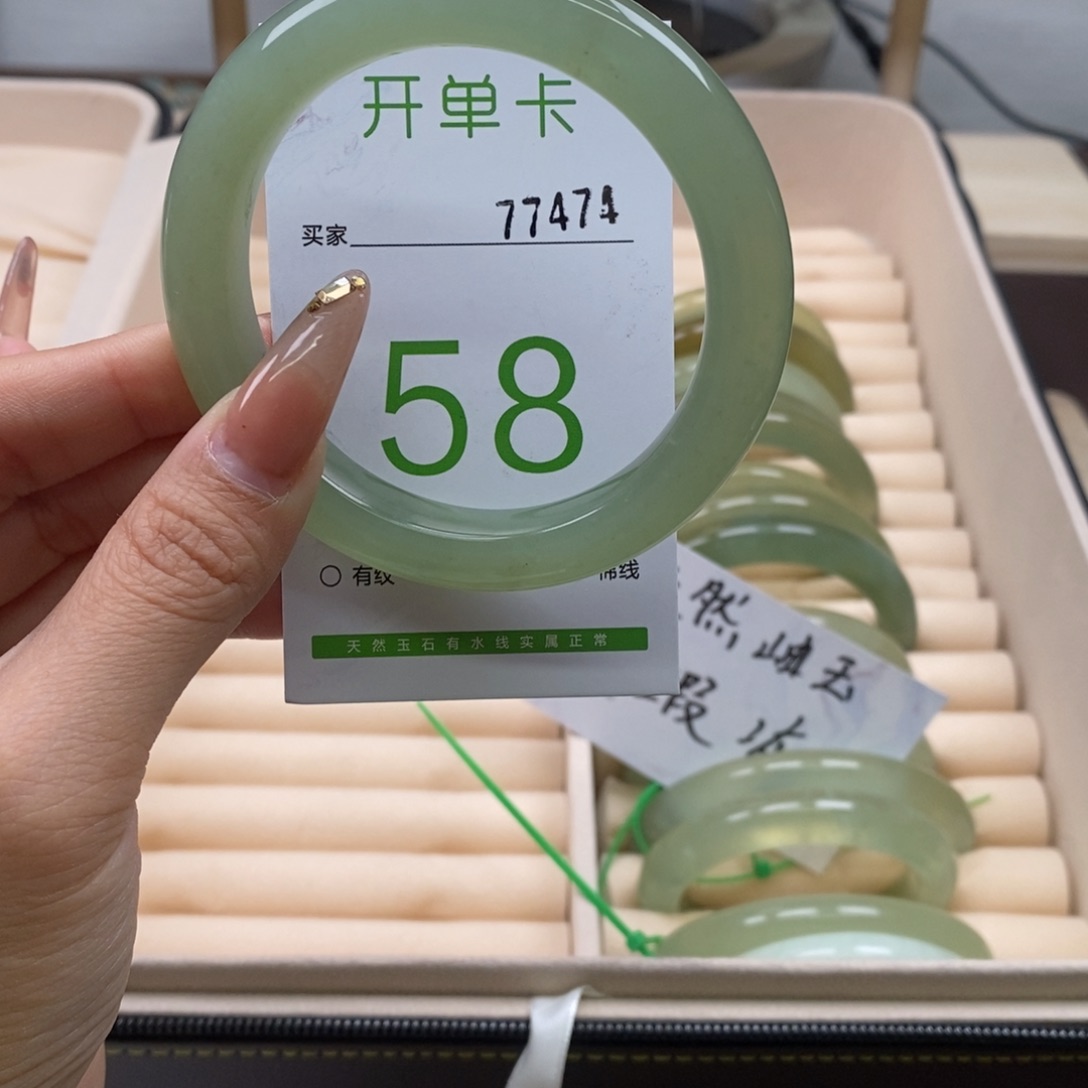 开单卡
买家 77474
58
○ 有纹
天然玉石有水线实属正常
然岫玉
假